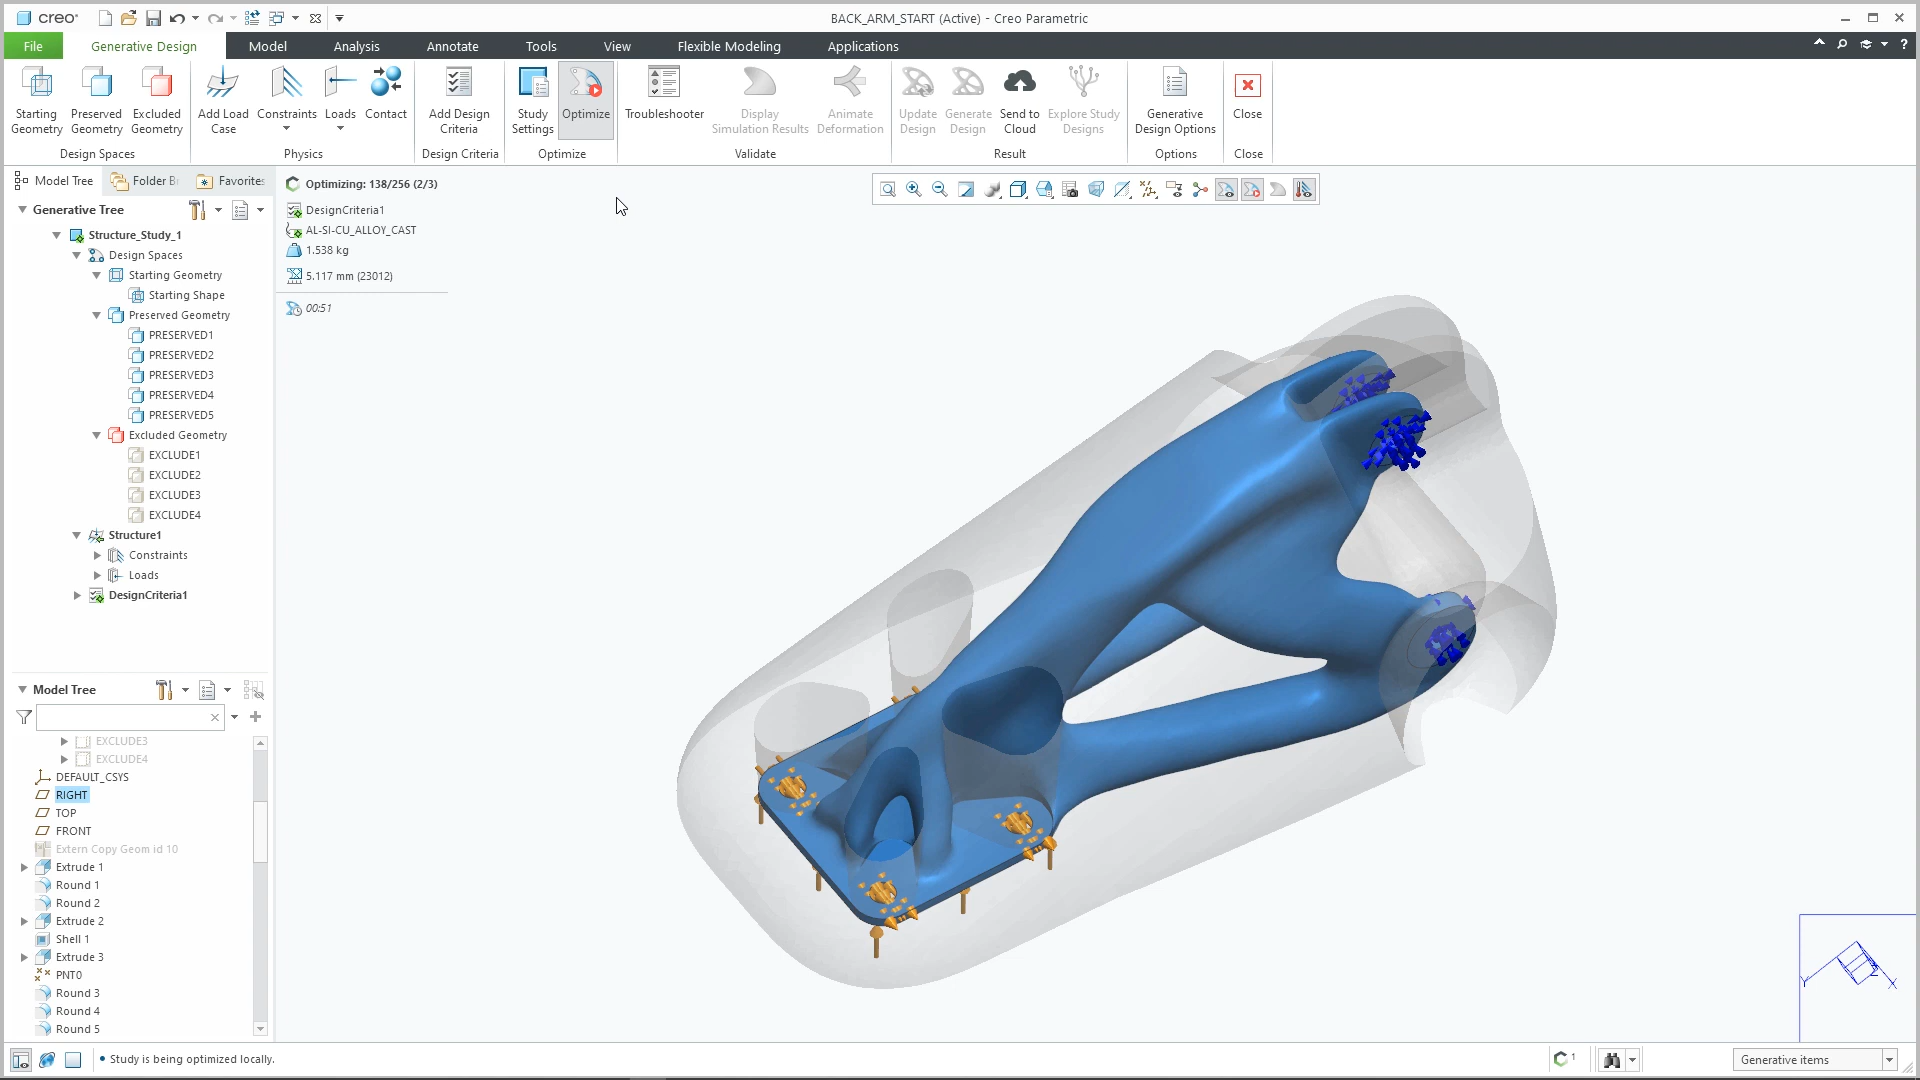 creo
BACK_ARM_START (Active) - Creo Parametric
File
Generative Design
Model
Analysis
Annotate
Tools
View
Flexible Modeling
Applications
Starting Geometry
Preserved Geometry
Excluded Geometry
Add Load Case
Constraints
Loads
Contact
Add Design Criteria
Study Settings
Optimize
Troubleshooter
Display Simulation Results
Animate Deformation
Update Design
Generate Design
Send to Cloud
Explore Study Designs
Generative Design Options
Close
Design Spaces
Physics
Design Criteria
Optimize
Validate
Result
Options
Close
Model Tree
Folder Br
Favorites
Generative Tree
Structure_Study_1
Design Spaces
Starting Geometry
Starting Shape
Preserved Geometry
PRESERVED1
PRESERVED2
PRESERVED3
PRESERVED4
PRESERVED5
Excluded Geometry
EXCLUDE1
EXCLUDE2
EXCLUDE3
EXCLUDE4
Structure1
Constraints
Loads
DesignCriteria1
Model Tree
EXCLUDE3
EXCLUDE4
DEFAULT_CSYS
RIGHT
TOP
FRONT
Extern Copy Geom id 10
Extrude 1
Round 1
Round 2
Extrude 2
Shell 1
Extrude 3
PNT0
Round 3
Round 4
Round 5
Optimizing: 138/256 (2/3)
DesignCriteria1
AL-SI-CU_ALLOY_CAST
1.538 kg
5.117 mm (23012)
00:51
Y
Z
X
• Study is being optimized locally.
1
Generative items